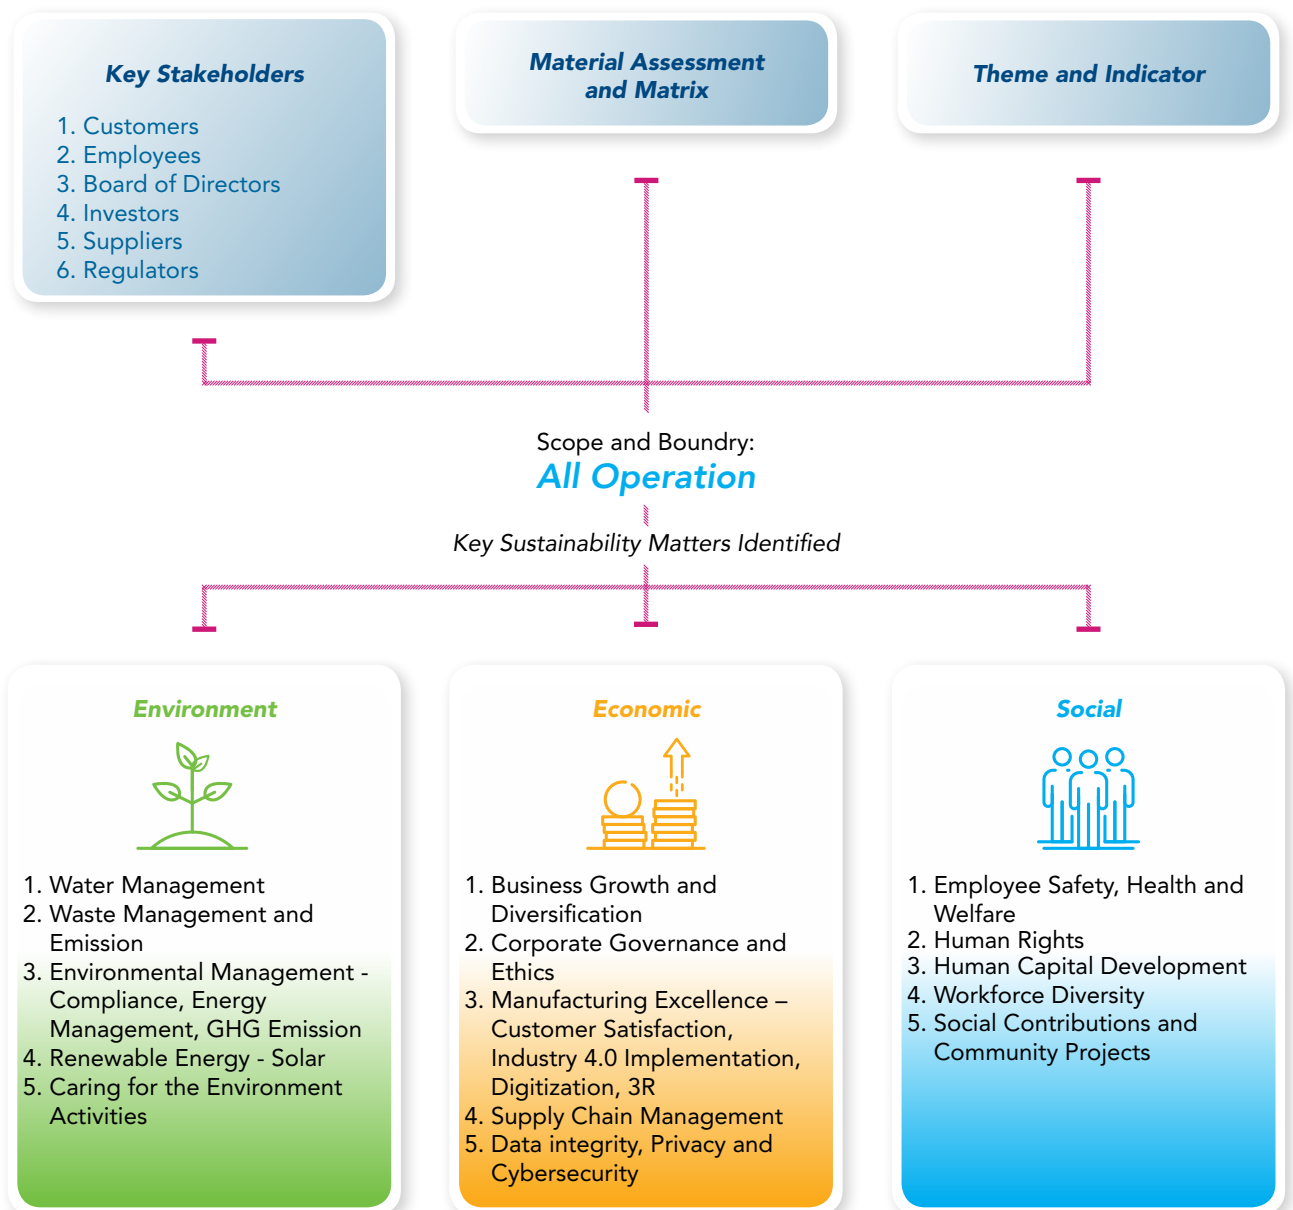 Key Stakeholders
1. Customers
2. Employees
3. Board of Directors
4. Investors
5. Suppliers
6. Regulators
Material Assessment
and Matrix
Theme and Indicator
Scope and Boundry:
All Operation
Key Sustainability Matters Identified
Environment
1. Water Management
2. Waste Management and
Emission
3. Environmental Management -
Compliance, Energy
Management, GHG Emission
4. Renewable Energy - Solar
5. Caring for the Environment
Activities
Economic
1. Business Growth and
Diversification
2. Corporate Governance and
Ethics
3. Manufacturing Excellence –
Customer Satisfaction,
Industry 4.0 Implementation,
Digitization, 3R
4. Supply Chain Management
5. Data integrity, Privacy and
Cybersecurity
Social
1. Employee Safety, Health and
Welfare
2. Human Rights
3. Human Capital Development
4. Workforce Diversity
5. Social Contributions and
Community Projects